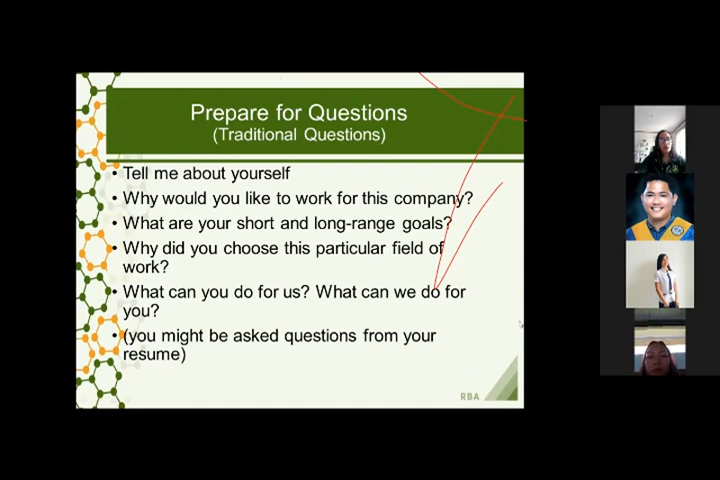 Prepare for Questions
(Traditional Questions)
• Tell me about yourself
• Why would you like to work for this company?
• What are your short and long-range goals?
• Why did you choose this particular field of
work?
• What can you do for us? What can we do for
you?
• (you might be asked questions from your
resume)
RBA